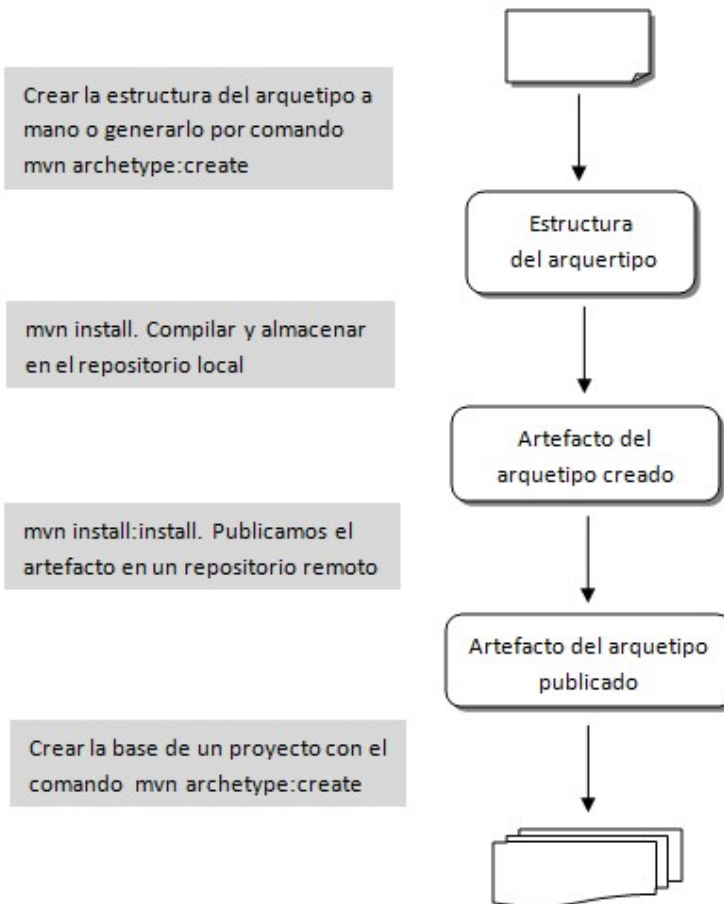 Crear la estructura del arquetipo a
mano o generarlo por comando
mvn archetype:create
Estructura
del arquertipo
mvn install. Compilar y almacenar
en el repositorio local
Artefacto del
arquetipo creado
mvn install:install. Publicamos el
artefacto en un repositorio remoto
Artefacto del arquetipo
publicado
Crear la base de un proyecto con el
comando mvn archetype:create